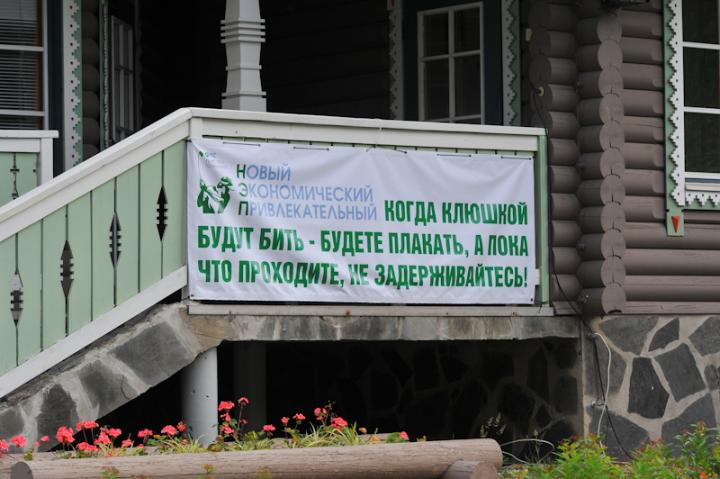 НОВЫЙ
ЭКОНОМИЧЕСКИЙ
ПРИВЛЕКАТЕЛЬНЫЙ КОГДА КЛЮШКОЙ
БУДУТ БИТЬ - БУДЕТЕ ПЛАКАТЬ, А ПОКА
ЧТО ПРОХОДИТЕ, НЕ ЗАДЕРЖИВАЙТЕСЬ!